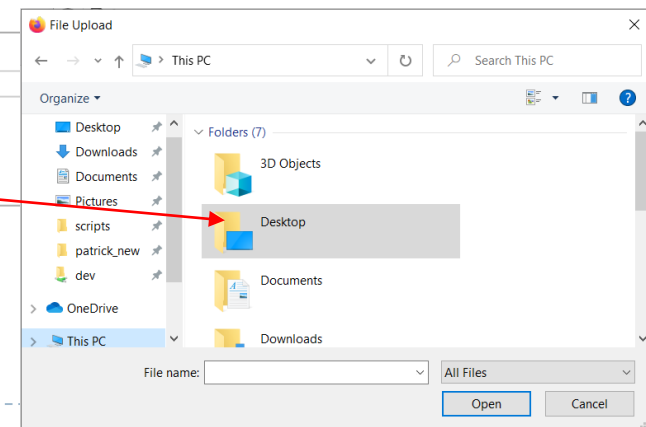 File Upload
This PC
Search This PC
Organize
Desktop
Downloads
Documents
Pictures
scripts
patrick_new
dev
OneDrive
This PC
Folders (7)
3D Objects
Desktop
Documents
Downloads
File name:
All Files
Open
Cancel